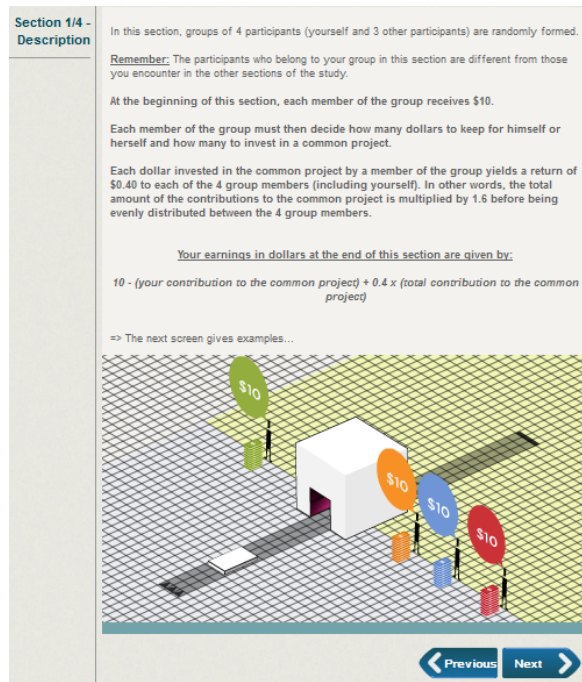 Section 1/4 -
Description
In this section, groups of 4 participants (yourself and 3 other participants) are randomly formed.
Remember: The participants who belong to your group in this section are different from those
you encounter in the other sections of the study.
At the beginning of this section, each member of the group receives $10.
Each member of the group must then decide how many dollars to keep for himself or
herself and how many to invest in a common project.
Each dollar invested in the common project by a member of the group yields a return of
$0.40 to each of the 4 group members (including yourself). In other words, the total
amount of the contributions to the common project is multiplied by 1.6 before being
evenly distributed between the 4 group members.
Your earnings in dollars at the end of this section are given by:
10 - (your contribution to the common project) + 0.4 x (total contribution to the common
project)
=> The next screen gives examples...
$10
$10
$10
$10
Previous
Next